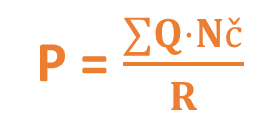 P = ∑Q·Nč
R